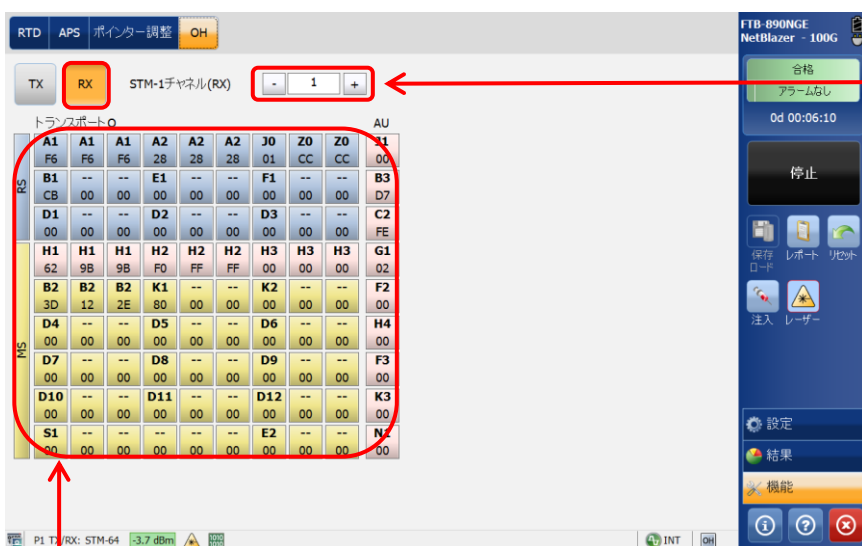 RTD APS ポインター調整 OH
TX RX STM-1チャネル(RX) - 1 +
トランスポートO AU
RS
A1 A1 A1 A2 A2 A2 J0 Z0 Z0 J1
F6 F6 F6 28 28 28 01 CC CC 00
B1 -- -- E1 -- -- F1 -- -- B3
CB 00 00 00 00 00 00 00 00 D7
D1 -- -- D2 -- -- D3 -- -- C2
00 00 00 00 00 00 00 00 00 FE
MS
H1 H1 H1 H2 H2 H2 H3 H3 H3 G1
62 9B 9B F0 FF FF 00 00 00 02
B2 B2 B2 K1 -- -- K2 -- -- F2
3D 12 2E 80 00 00 00 00 00 00
D4 -- -- D5 -- -- D6 -- -- H4
00 00 00 00 00 00 00 00 00 00
D7 -- -- D8 -- -- D9 -- -- F3
00 00 00 00 00 00 00 00 00 00
D10 -- -- D11 -- -- D12 -- -- K3
00 00 00 00 00 00 00 00 00 00
S1 -- -- -- -- -- E2 -- -- N1
00 00 00 00 00 00 00 00 00 00
P1 TX/RX: STM-64 -3.7 dBm INT OH
FTB-890NGE
NetBlazer - 100G
合格
アラームなし
0d 00:06:10
停止
保存 レポート リセット
ロード
注入 レーザー
設定
結果
機能